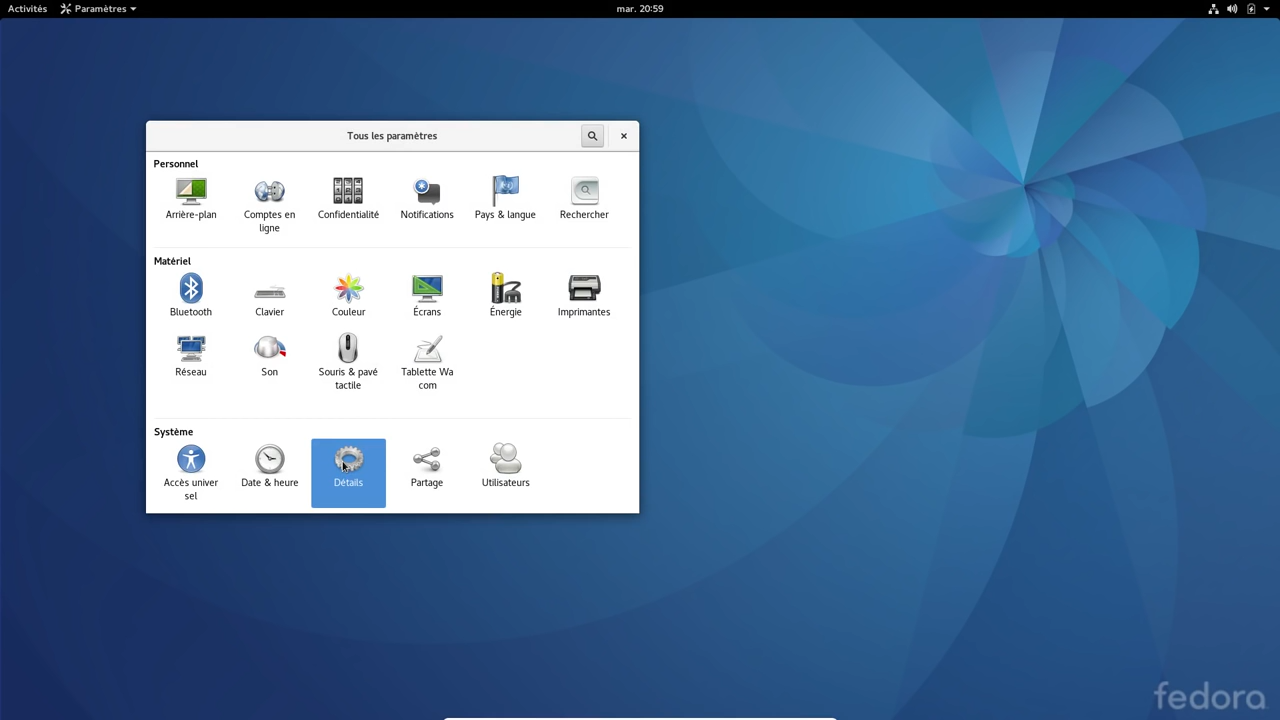 Activités Paramètres mar. 20:59
Tous les paramètres
Personnel
Arrière-plan
Comptes en
ligne
Confidentialité
Notifications
Pays & langue
Rechercher
Matériel
Bluetooth
Clavier
Couleur
Écrans
Énergie
Imprimantes
Réseau
Son
Souris & pavé
tactile
Tablette Wa
com
Système
Accès univer
sel
Date & heure
Détails
Partage
Utilisateurs
fedora